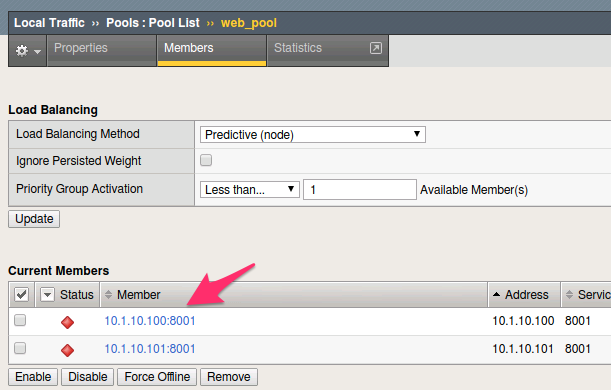 Local Traffic ›› Pools : Pool List ›› web_pool
Properties Members Statistics
Load Balancing
Load Balancing Method Predictive (node)
Ignore Persisted Weight
Priority Group Activation Less than... 1 Available Member(s)
Update
Current Members
Status Member Address Servic
10.1.10.100:8001 10.1.10.100 8001
10.1.10.101:8001 10.1.10.101 8001
Enable Disable Force Offline Remove